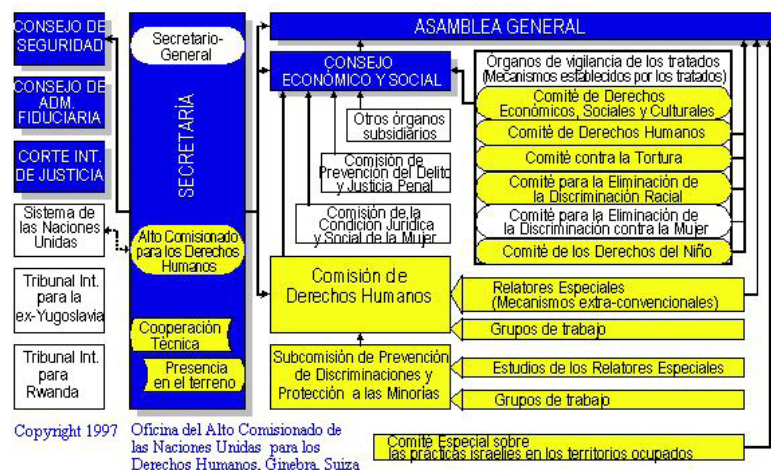 CONSEJO DE
SEGURIDAD
CONSEJO DE
ADM.
FIDUCIARIA
CORTE INT.
DE JUSTICIA
Sistema de
las Naciones
Unidas
Tribunal Int.
para la
ex-Yugoslavia
Tribunal Int.
para
Rwanda
Secretario-
General
SECRETARÍA
Alto Comisionado
para los Derechos
Humanos
Cooperación
Técnica
Presencia
en el terreno
ASAMBLEA GENERAL
CONSEJO
ECONÓMICO Y SOCIAL
Otros órganos
subsidiários
Comisión de
Prevención del Delito
y Justicia Penal
Comisión de la
Condición Jurídica
y Social de la Mujer
Comisión de
Derechos Humanos
Subcomisión de Prevención
de Discriminaciones y
Protección a las Minorías
Órganos de vigilancia de los tratados
(Mecanismos establecidos por los tratados)
Comité de Derechos
Económicos, Sociales y Culturales
Comité de Derechos Humanos
Comité contra la Tortura
Comité para la Eliminación de
la Discriminación Racial
Comité para la Eliminación de
la Discriminación contra la Mujer
Comité de los Derechos del Niño
Relatores Especiales
(Mecanismos extra-convencionales)
Grupos de trabajo
Estudios de los Relatores Especiales
Grupos de trabajo
Comité Especial sobre
las prácticas israelíes en los territorios ocupados
Copyright 1997
Oficina del Alto Comisionado de
las Naciones Unidas para los
Derechos Humanos, Ginebra, Suiza